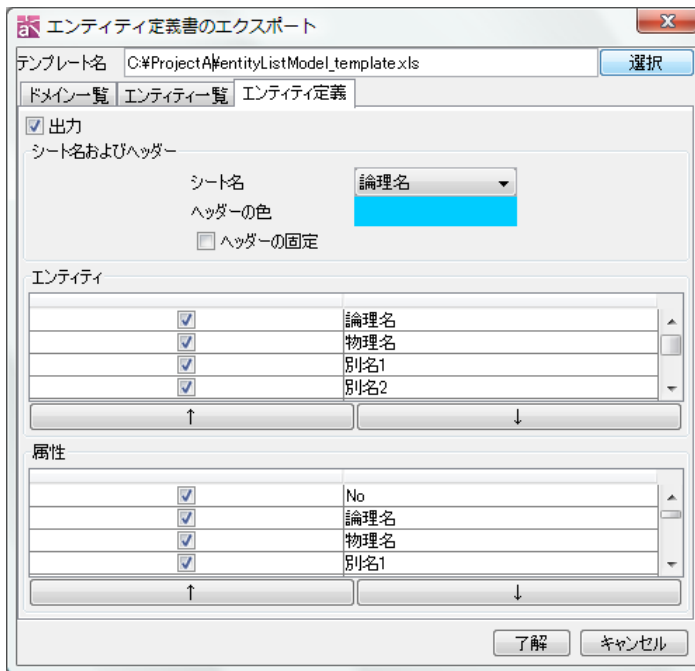 エンティティ定義書のエクスポート
テンプレート名 C:¥ProjectA¥entityListModel_template.xls 選択
ドメイン一覧 エンティティ一覧 エンティティ定義
出力
シート名およびヘッダー
シート名 論理名
ヘッダーの色
ヘッダーの固定
エンティティ
論理名
物理名
別名1
別名2
↑ ↓
属性
No
論理名
物理名
別名1
↑ ↓
了解 キャンセル